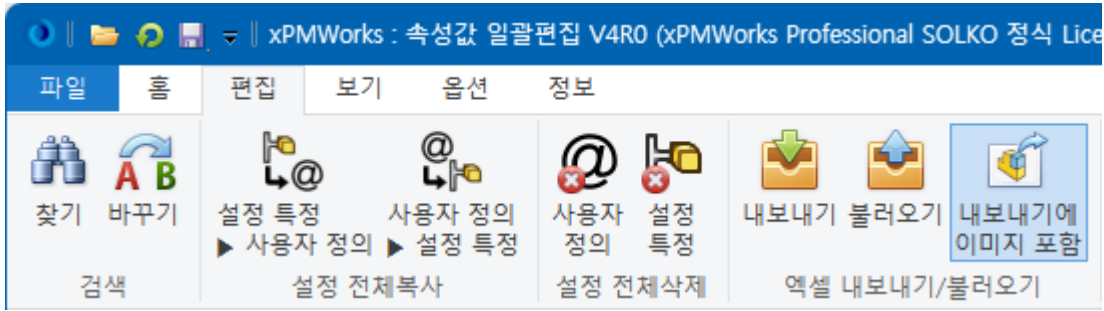 xPMWorks : 속성값 일괄편집 V4R0 (xPMWorks Professional SOLKO 정식 Lice
파일 홈 편집 보기 옵션 정보
A B
@ @ @
찾기 바꾸기 설정 특정 사용자 정의 사용자 설정 내보내기 불러오기 내보내기에
▶ 사용자 정의 ▶ 설정 특정 정의 특정 이미지 포함
검색 설정 전체복사 설정 전체삭제 엑셀 내보내기/불러오기